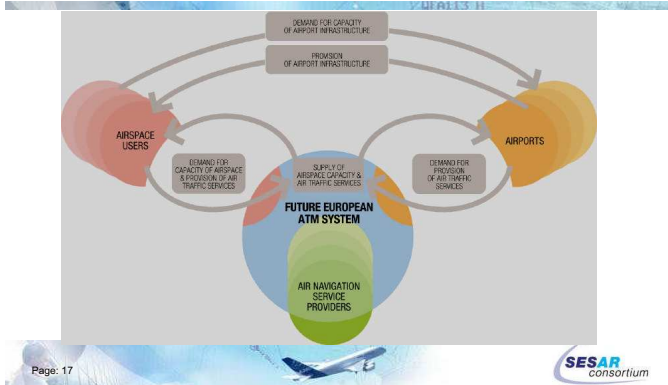 DEMAND FOR CAPACITY
OF AIRPORT INFRASTRUCTURE
PROVISION
OF AIRPORT INFRASTRUCTURE
AIRSPACE
USERS
AIRPORTS
DEMAND FOR
CAPACITY OF AIRSPACE
& PROVISION OF AIR
TRAFFIC SERVICES
SUPPLY OF
AIRSPACE CAPACITY &
AIR TRAFFIC SERVICES
DEMAND FOR
PROVISION
OF AIR TRAFFIC
SERVICES
FUTURE EUROPEAN
ATM SYSTEM
AIR NAVIGATION
SERVICE
PROVIDERS
Page: 17
SESAR
consortium